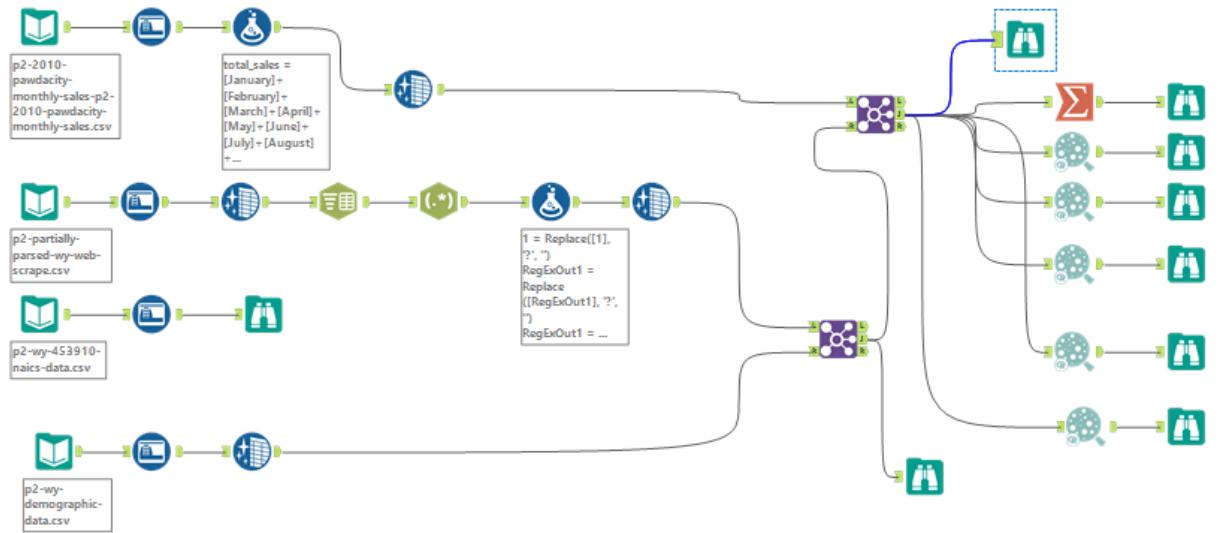 p2-2010-
pawdacity-
monthly-sales-p2-
2010-pawdacity-
monthly-sales.csv
total_sales =
[January]+
[February]+
[March]+[April]
+[May]+[June]+
[July]+[August]
+...
p2-partially-
parsed-wy-web-
scrape.csv
1 = Replace([1],
'?', '')
RegExOut1 =
Replace
([RegExOut1], '?',
'')
RegExOut1 = ...
p2-wy-453910-
naics-data.csv
p2-wy-
demographic-
data.csv
(.*)
Σ
L
J
R
L
R
L
J
R
L
R